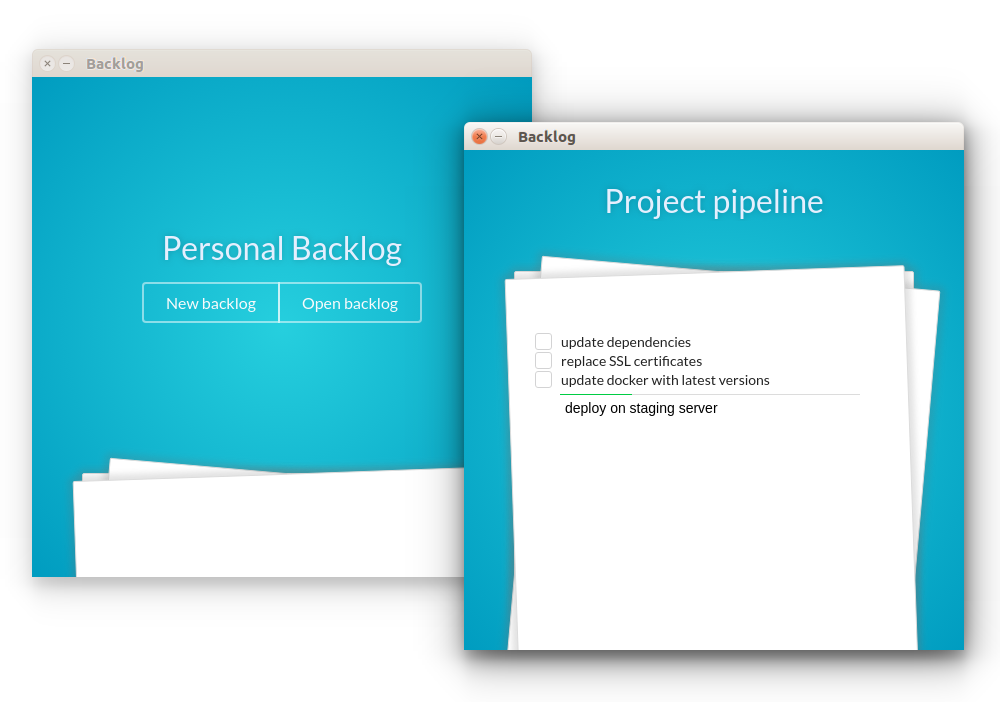 Backlog
Personal Backlog
New backlog Open backlog
Backlog
Project pipeline
update dependencies
replace SSL certificates
update docker with latest versions
deploy on staging server